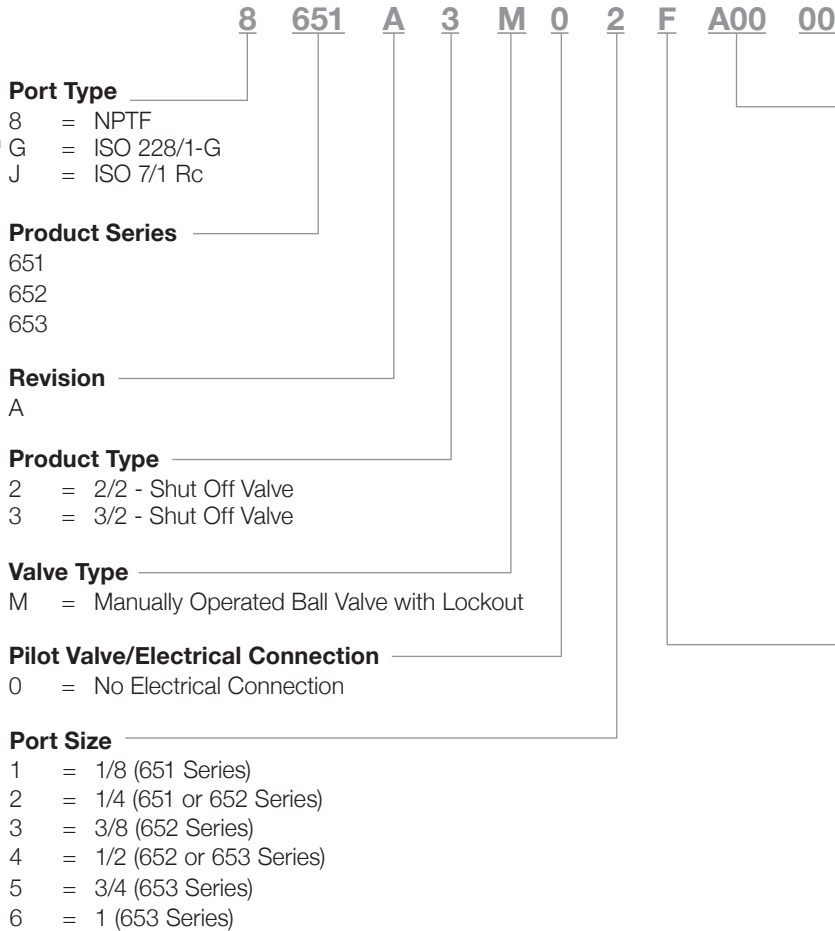 8 651 A 3 M 0 2 F A00 00
Port Type
8 = NPTF
G = ISO 228/1-G
J = ISO 7/1 Rc
Product Series
651
652
653
Revision
A
Product Type
2 = 2/2 - Shut Off Valve
3 = 3/2 - Shut Off Valve
Valve Type
M = Manually Operated Ball Valve with Lockout
Pilot Valve/Electrical Connection
0 = No Electrical Connection
Port Size
1 = 1/8 (651 Series)
2 = 1/4 (651 or 652 Series)
3 = 3/8 (652 Series)
4 = 1/2 (652 or 653 Series)
5 = 3/4 (653 Series)
6 = 1 (653 Series)